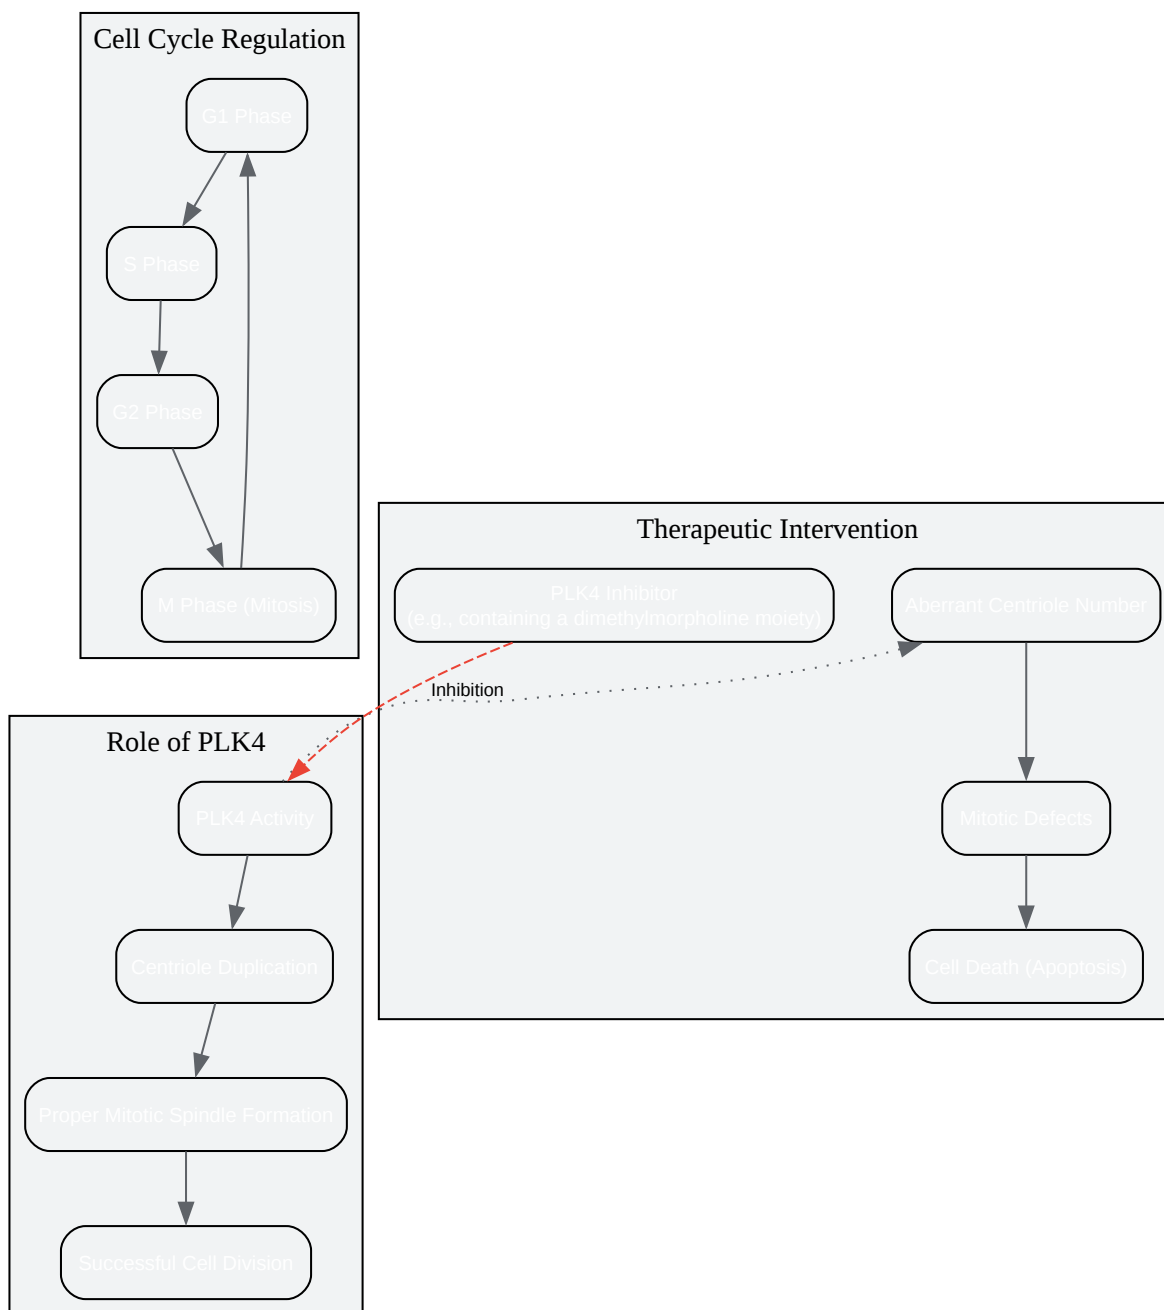 Cell Cycle Regulation
G1 Phase
S Phase
G2 Phase
M Phase (Mitosis)
Therapeutic Intervention
PLK4 Inhibitor
(e.g., containing a dimethylmorpholine moiety)
Aberrant Centriole Number
Inhibition
Mitotic Defects
Cell Death (Apoptosis)
Role of PLK4
PLK4 Activity
Centriole Duplication
Proper Mitotic Spindle Formation
Successful Cell Division